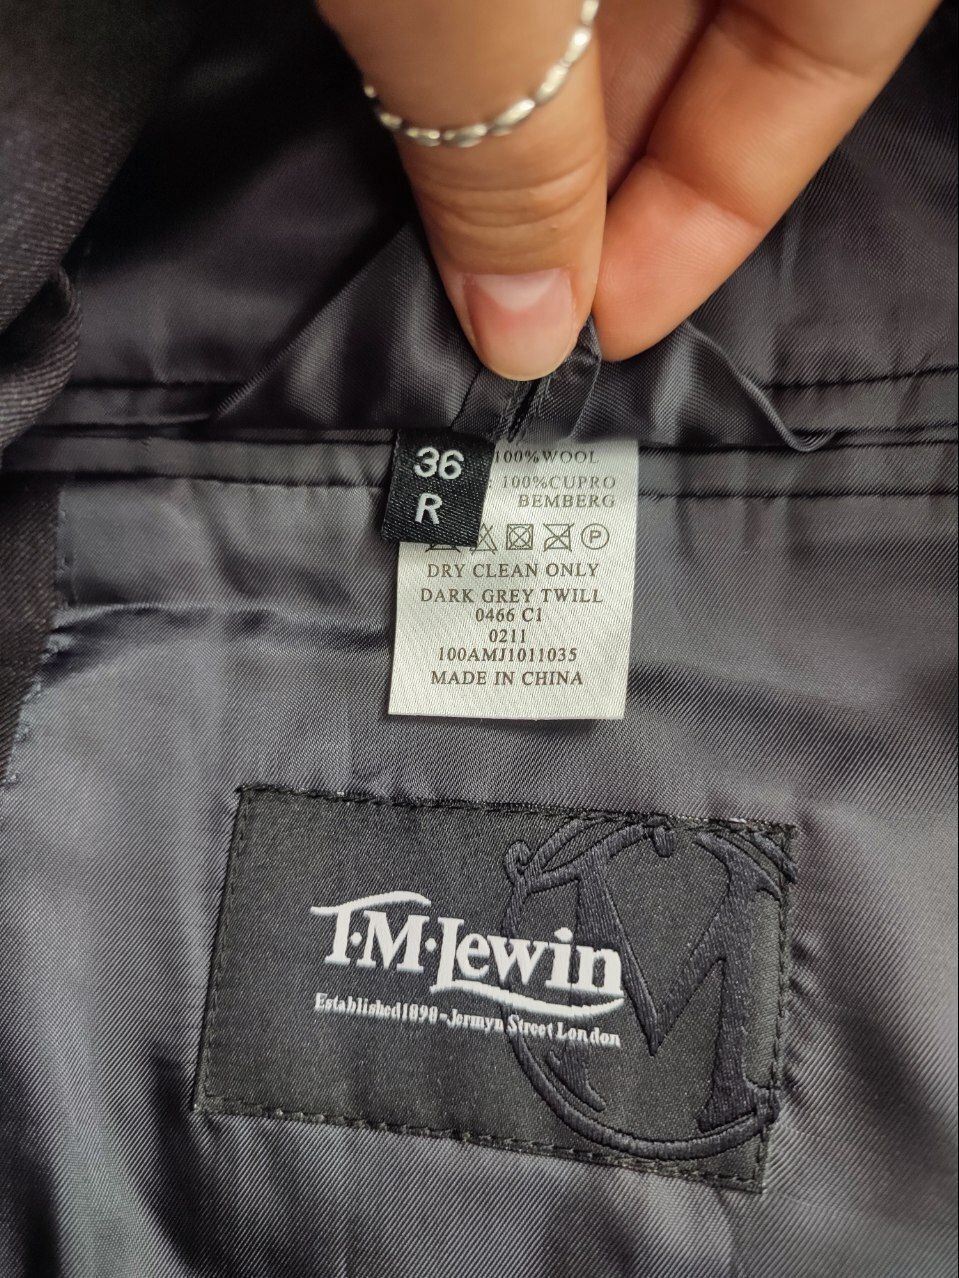 36
R
100%WOOL
100%CUPRO
BEMBERG
P
DRY CLEAN ONLY
DARK GREY TWILL
0466 C1
0211
100AMJ1011035
MADE IN CHINA
T·M·Lewin
Established1898-Jermyn Street London